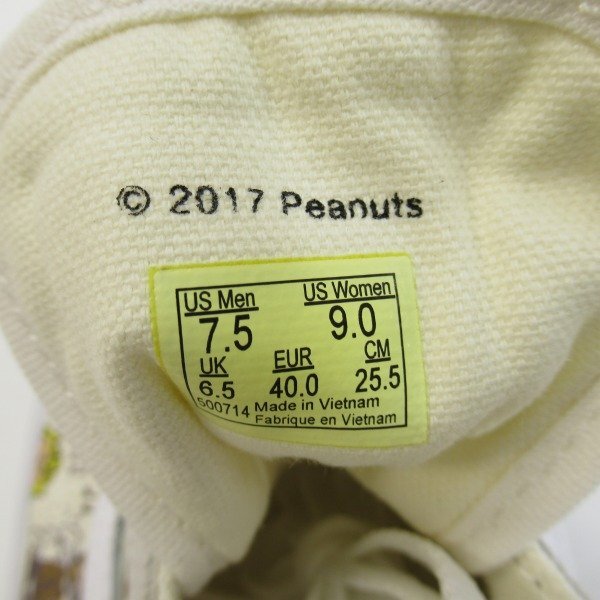 © 2017 Peanuts
US Men US Women
7.5 9.0
UK EUR CM
6.5 40.0 25.5
500714 Made in Vietnam
Fabrique en Vietnam